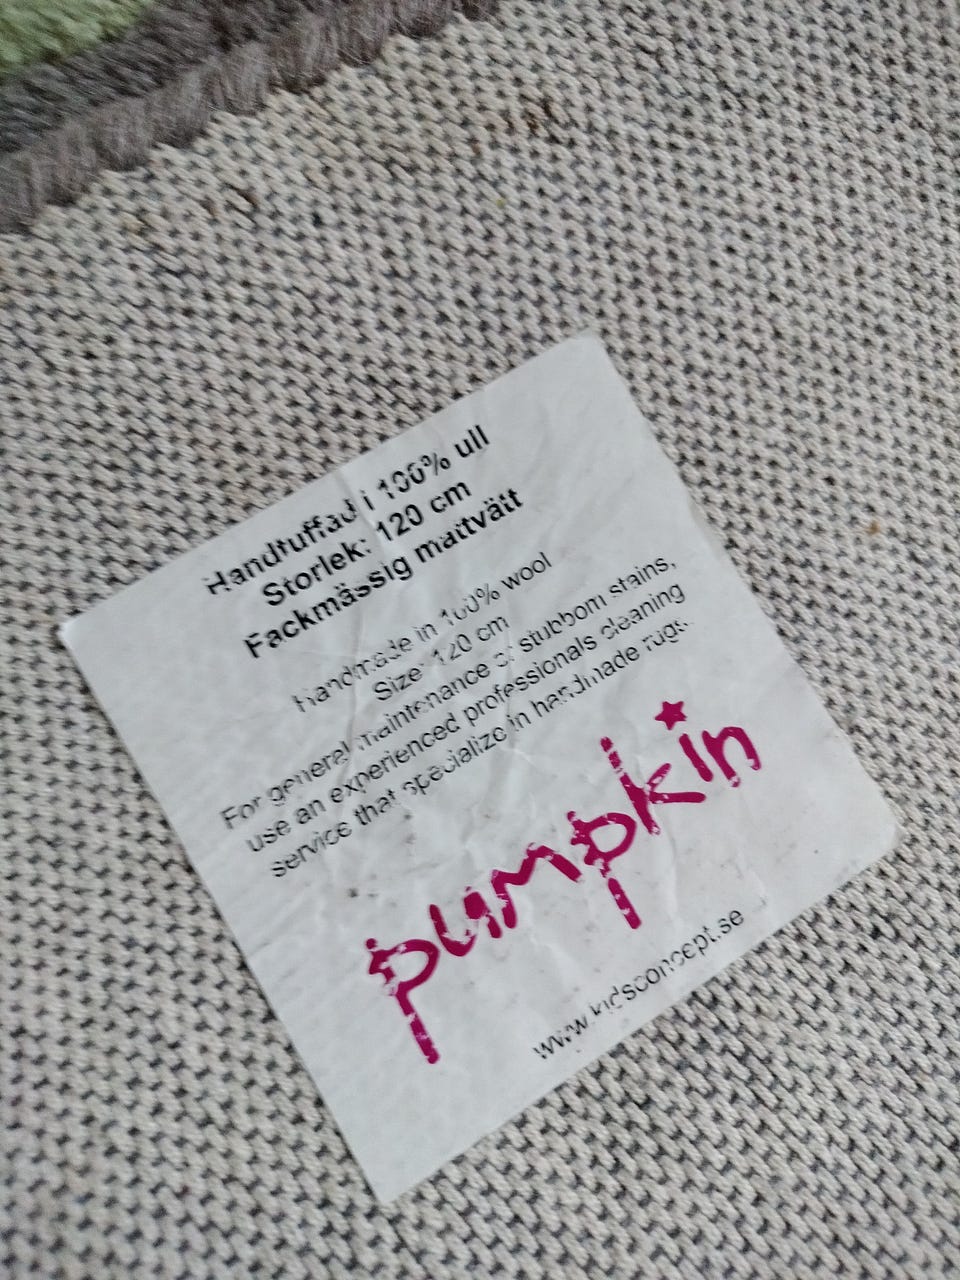 Handtuffad i 100% ull
Storlek: 120 cm
Fackmässig mattvätt
Handmade in 100% wool
Size: 120 cm
For general maintenance or stubborn stains,
use an experienced professionals cleaning
service that specialize in handmade rugs.
pumpkin
www.kidsconcept.se